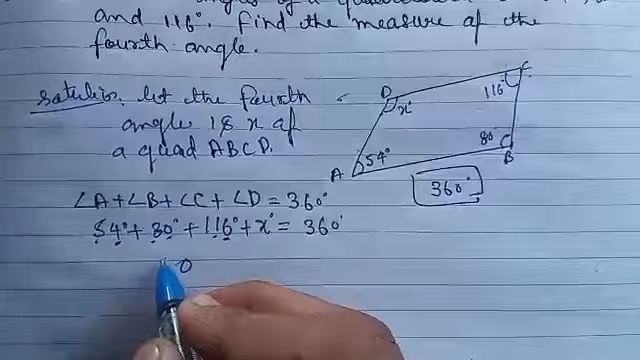 and 116°. Find the measure of the
fourth angle.
Solution. let the fourth
angle is x of
a quad ABCD.
D
C
x°
116°
80°
54°
A
B
360°
∠A+∠B+∠C+∠D=360°
54°+80°+116°+x°=360°
0